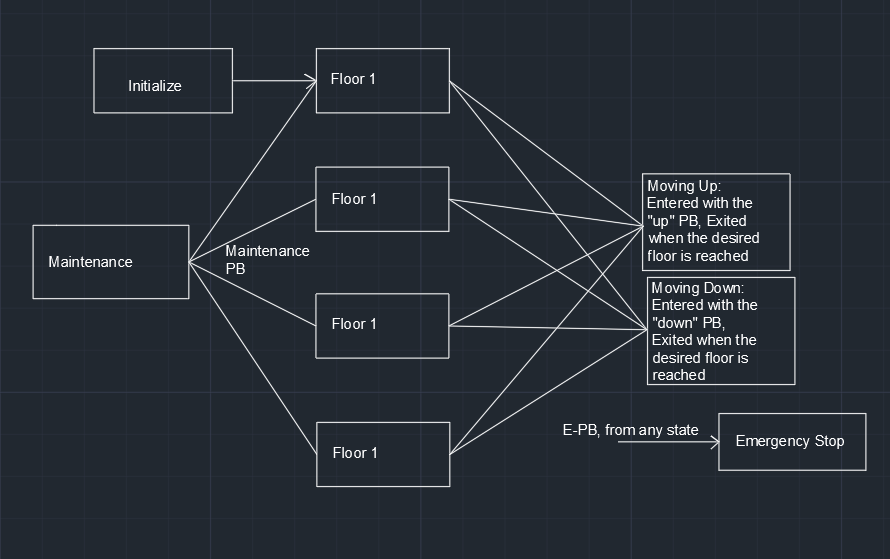 Initialize
Floor 1
Floor 1
Maintenance
Maintenance
PB
Floor 1
Floor 1
Moving Up:
Entered with the
"up" PB, Exited
when the desired
floor is reached
Moving Down:
Entered with the
"down" PB,
Exited when the
desired floor is
reached
E-PB, from any state
Emergency Stop